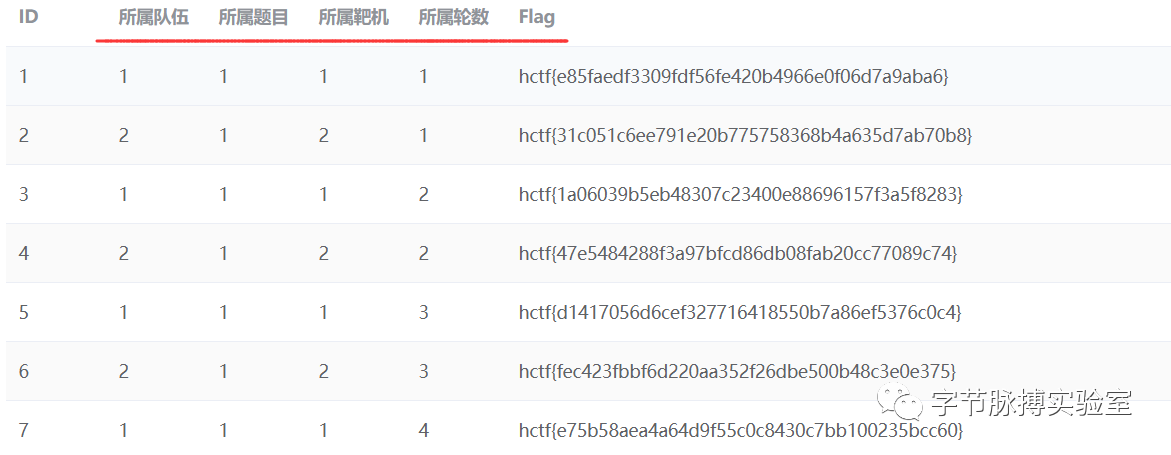 ID 所属队伍 所属题目 所属靶机 所属轮数 Flag
1 1 1 1 1 hctf{e85faedf3309fdf56fe420b4966e0f06d7a9aba6}
2 2 1 2 1 hctf{31c051c6ee791e20b775758368b4a635d7ab70b8}
3 1 1 1 2 hctf{1a06039b5eb48307c23400e88696157f3a5f8283}
4 2 1 2 2 hctf{47e5484288f3a97bfcd86db08fab20cc77089c74}
5 1 1 1 3 hctf{d1417056d6cef327716418550b7a86ef5376c0c4}
6 2 1 2 3 hctf{fec423fbbf6d220aa352f26dbe500b48c3e0e375}
字节脉搏实验室
7 1 1 1 4 hctf{e75b58aea4a64d9f55c0c8430c7bb100235bcc60}